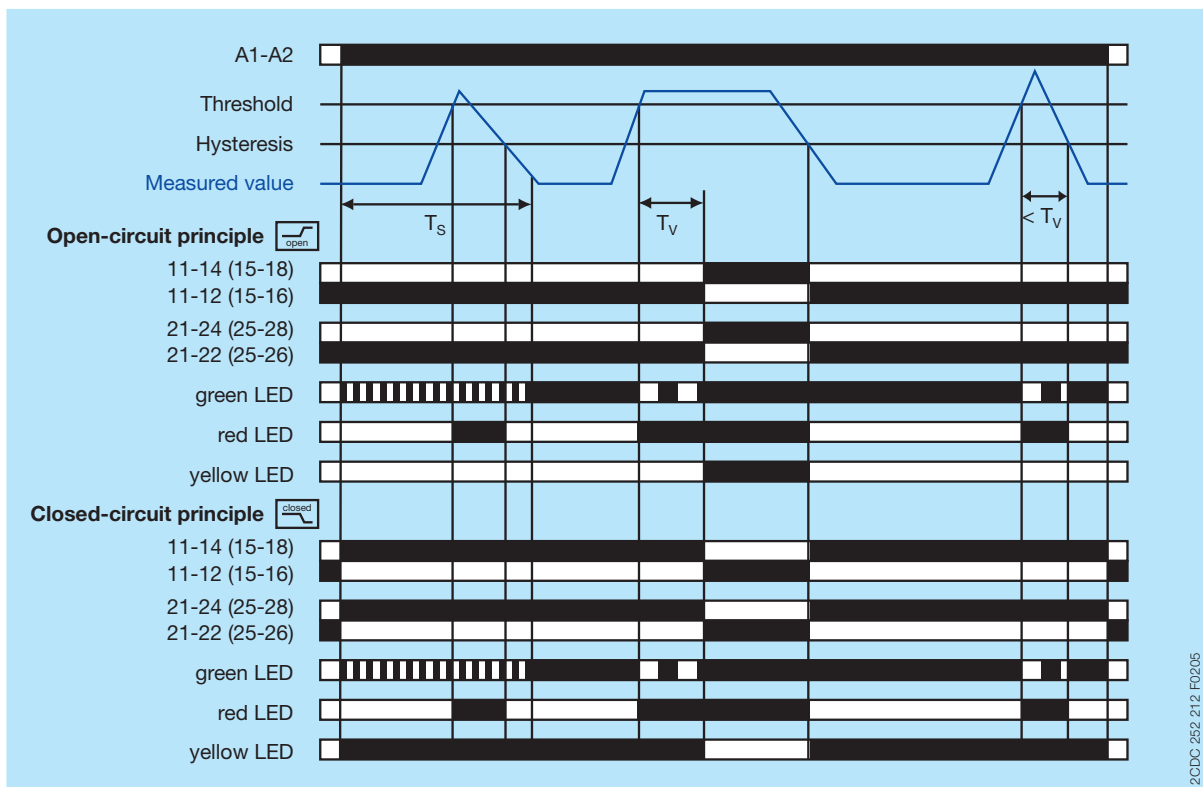 A1-A2
Threshold
Hysteresis
Measured value
TS
TV
< TV
Open-circuit principle open
11-14 (15-18)
11-12 (15-16)
21-24 (25-28)
21-22 (25-26)
green LED
red LED
yellow LED
Closed-circuit principle closed
11-14 (15-18)
11-12 (15-16)
21-24 (25-28)
21-22 (25-26)
green LED
red LED
yellow LED
2CDC 252 212 F0205